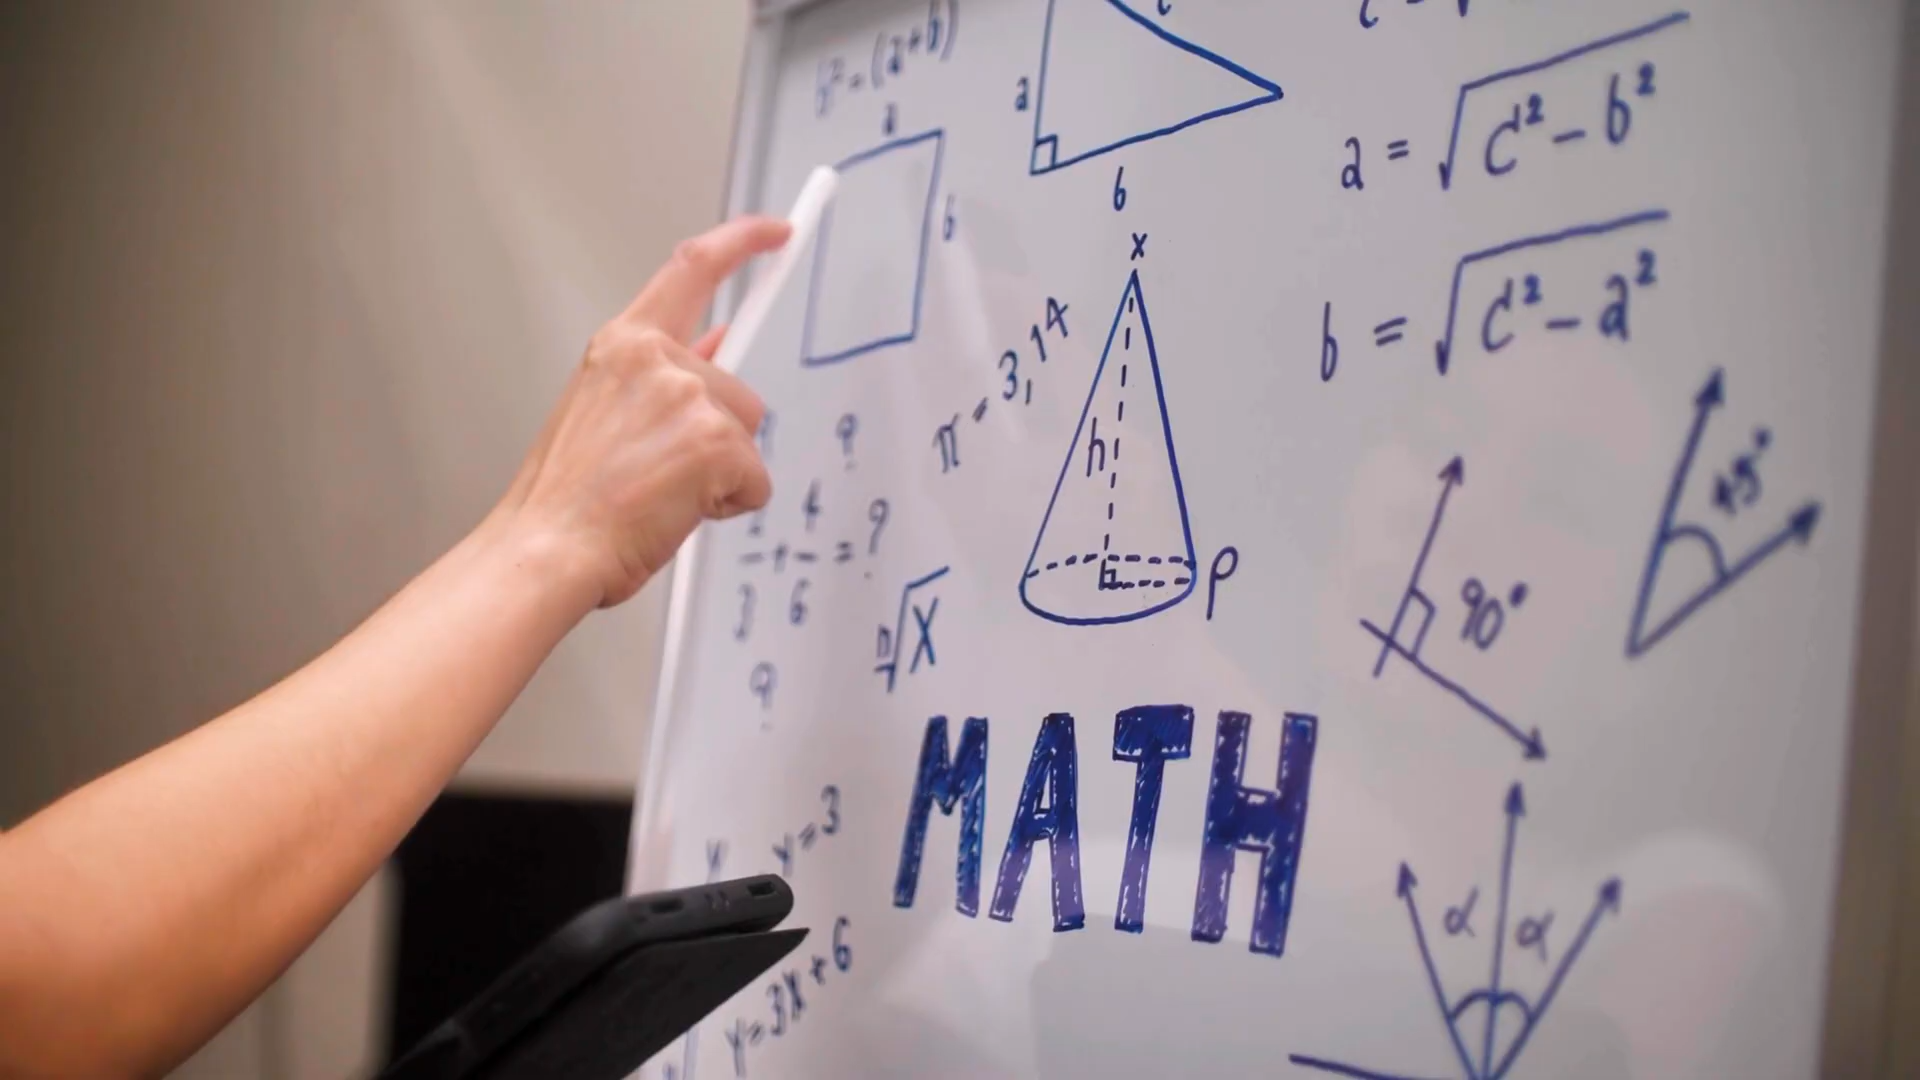 b² = (a+b)
a
b
a
b
c = √
a = √c² - b²
b = √c² - a²
x
h
ρ
π = 3,14
45°
90°
?
4
+ — = ?
3 6
?
ⁿ√x
MATH
y = 3
y = 3x + 6
α α